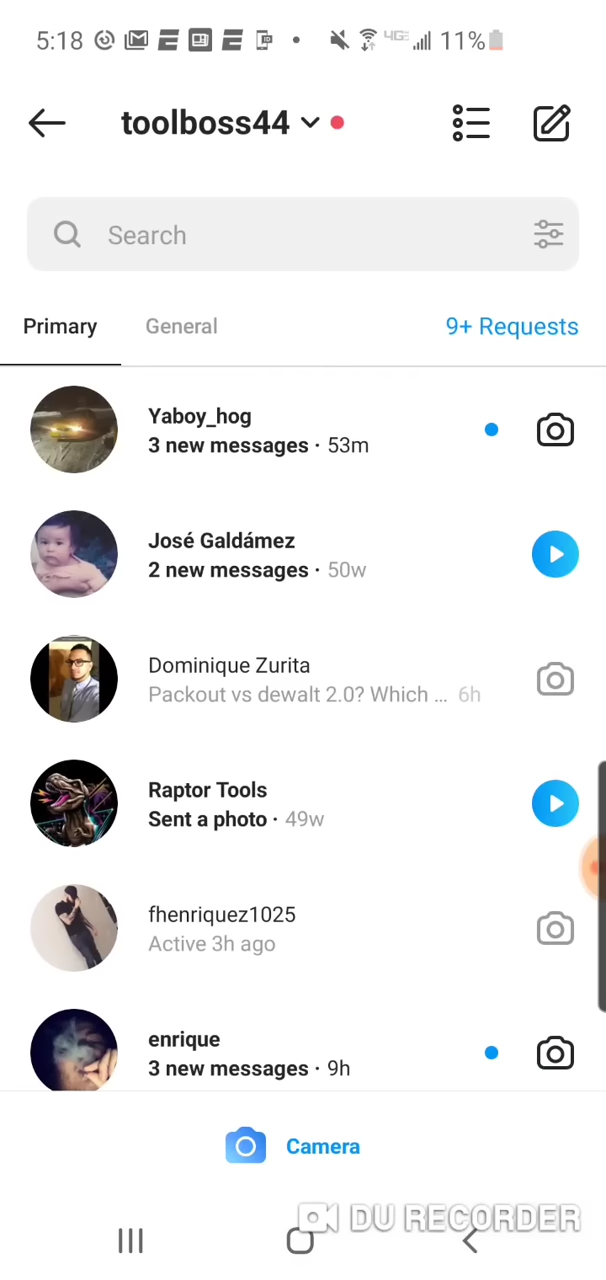 5:18 4GE 11%
toolboss44
Search
Primary General 9+ Requests
Yaboy_hog
3 new messages · 53m
José Galdámez
2 new messages · 50w
Dominique Zurita
Packout vs dewalt 2.0? Which ... 6h
Raptor Tools
Sent a photo · 49w
fhenriquez1025
Active 3h ago
enrique
3 new messages · 9h
Camera
DU RECORDER